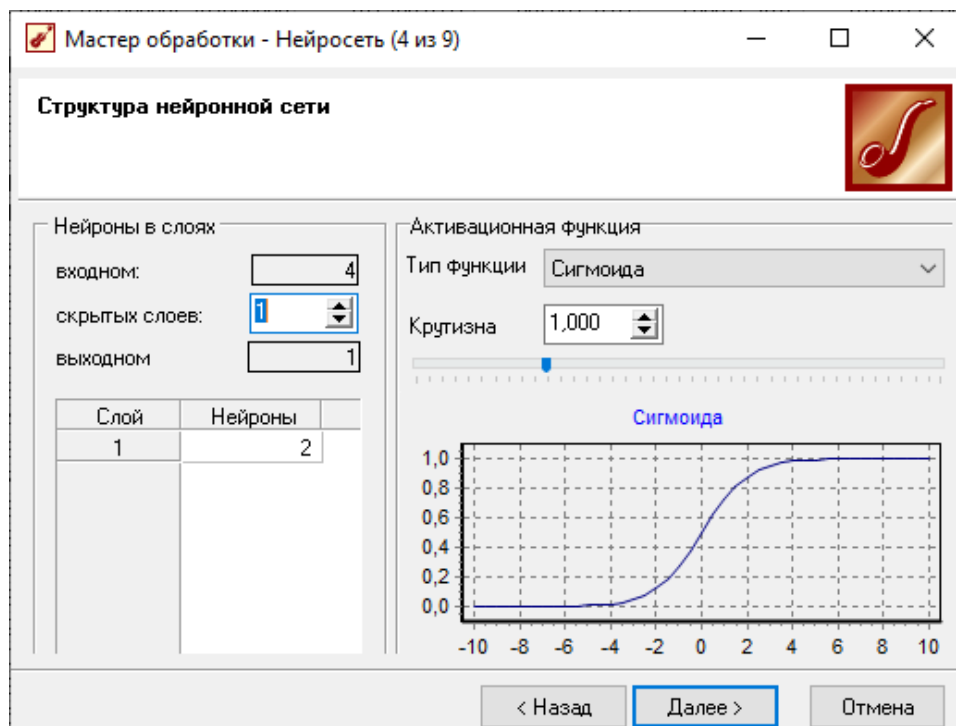 Мастер обработки - Нейросеть (4 из 9)
Структура нейронной сети
Нейроны в слоях
входном: 4
скрытых слоев: 1
выходном 1
Слой Нейроны
1 2
Активационная функция
Тип функции Сигмоида
Крутизна 1,000
Сигмоида
1,0
0,8
0,6
0,4
0,2
0,0
-10 -8 -6 -4 -2 0 2 4 6 8 10
< Назад Далее > Отмена